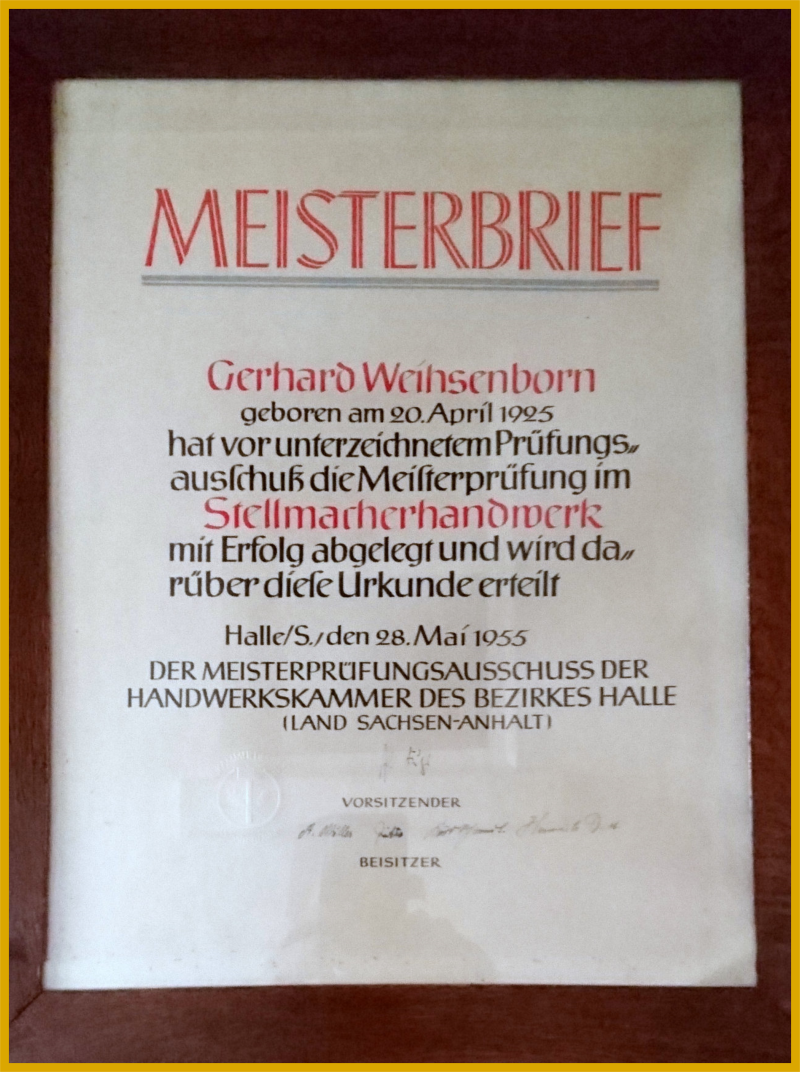 MEISTERBRIEF
Gerhard Weihsenborn
geboren am 20. April 1925
hat vor unterzeichnetem Prüfungs„
ausſchuß die Meiſterprüfung im
Stellmacherhandwerk
mit Erfolg abgelegt und wird da„
rüber dieſe Urkunde erteilt
Halle/S., den 28. Mai 1955
DER MEISTERPRÜFUNGSAUSSCHUSS DER
HANDWERKSKAMMER DES BEZIRKES HALLE
(LAND SACHSEN-ANHALT)
VORSITZENDER
BEISITZER